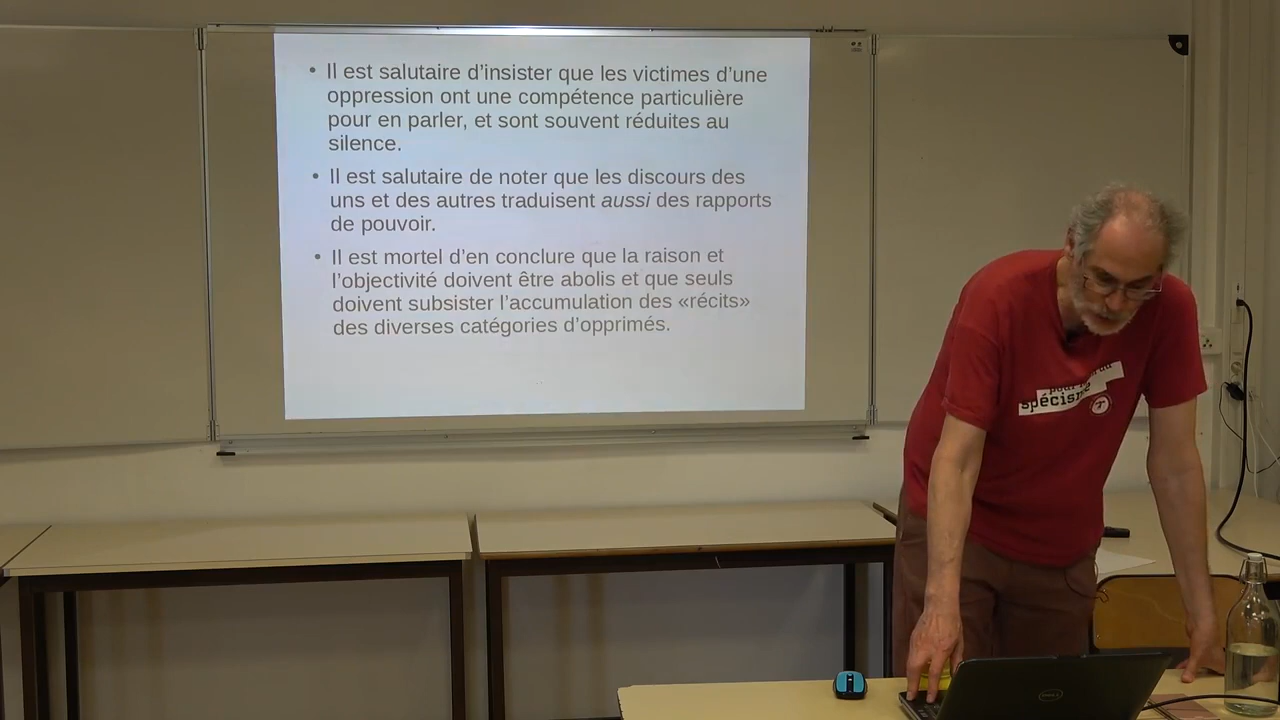 • Il est salutaire d’insister que les victimes d’une
oppression ont une compétence particulière
pour en parler, et sont souvent réduites au
silence.
• Il est salutaire de noter que les discours des
uns et des autres traduisent aussi des rapports
de pouvoir.
• Il est mortel d’en conclure que la raison et
l’objectivité doivent être abolis et que seuls
doivent subsister l’accumulation des «récits»
des diverses catégories d’opprimés.
spécisme
DELL